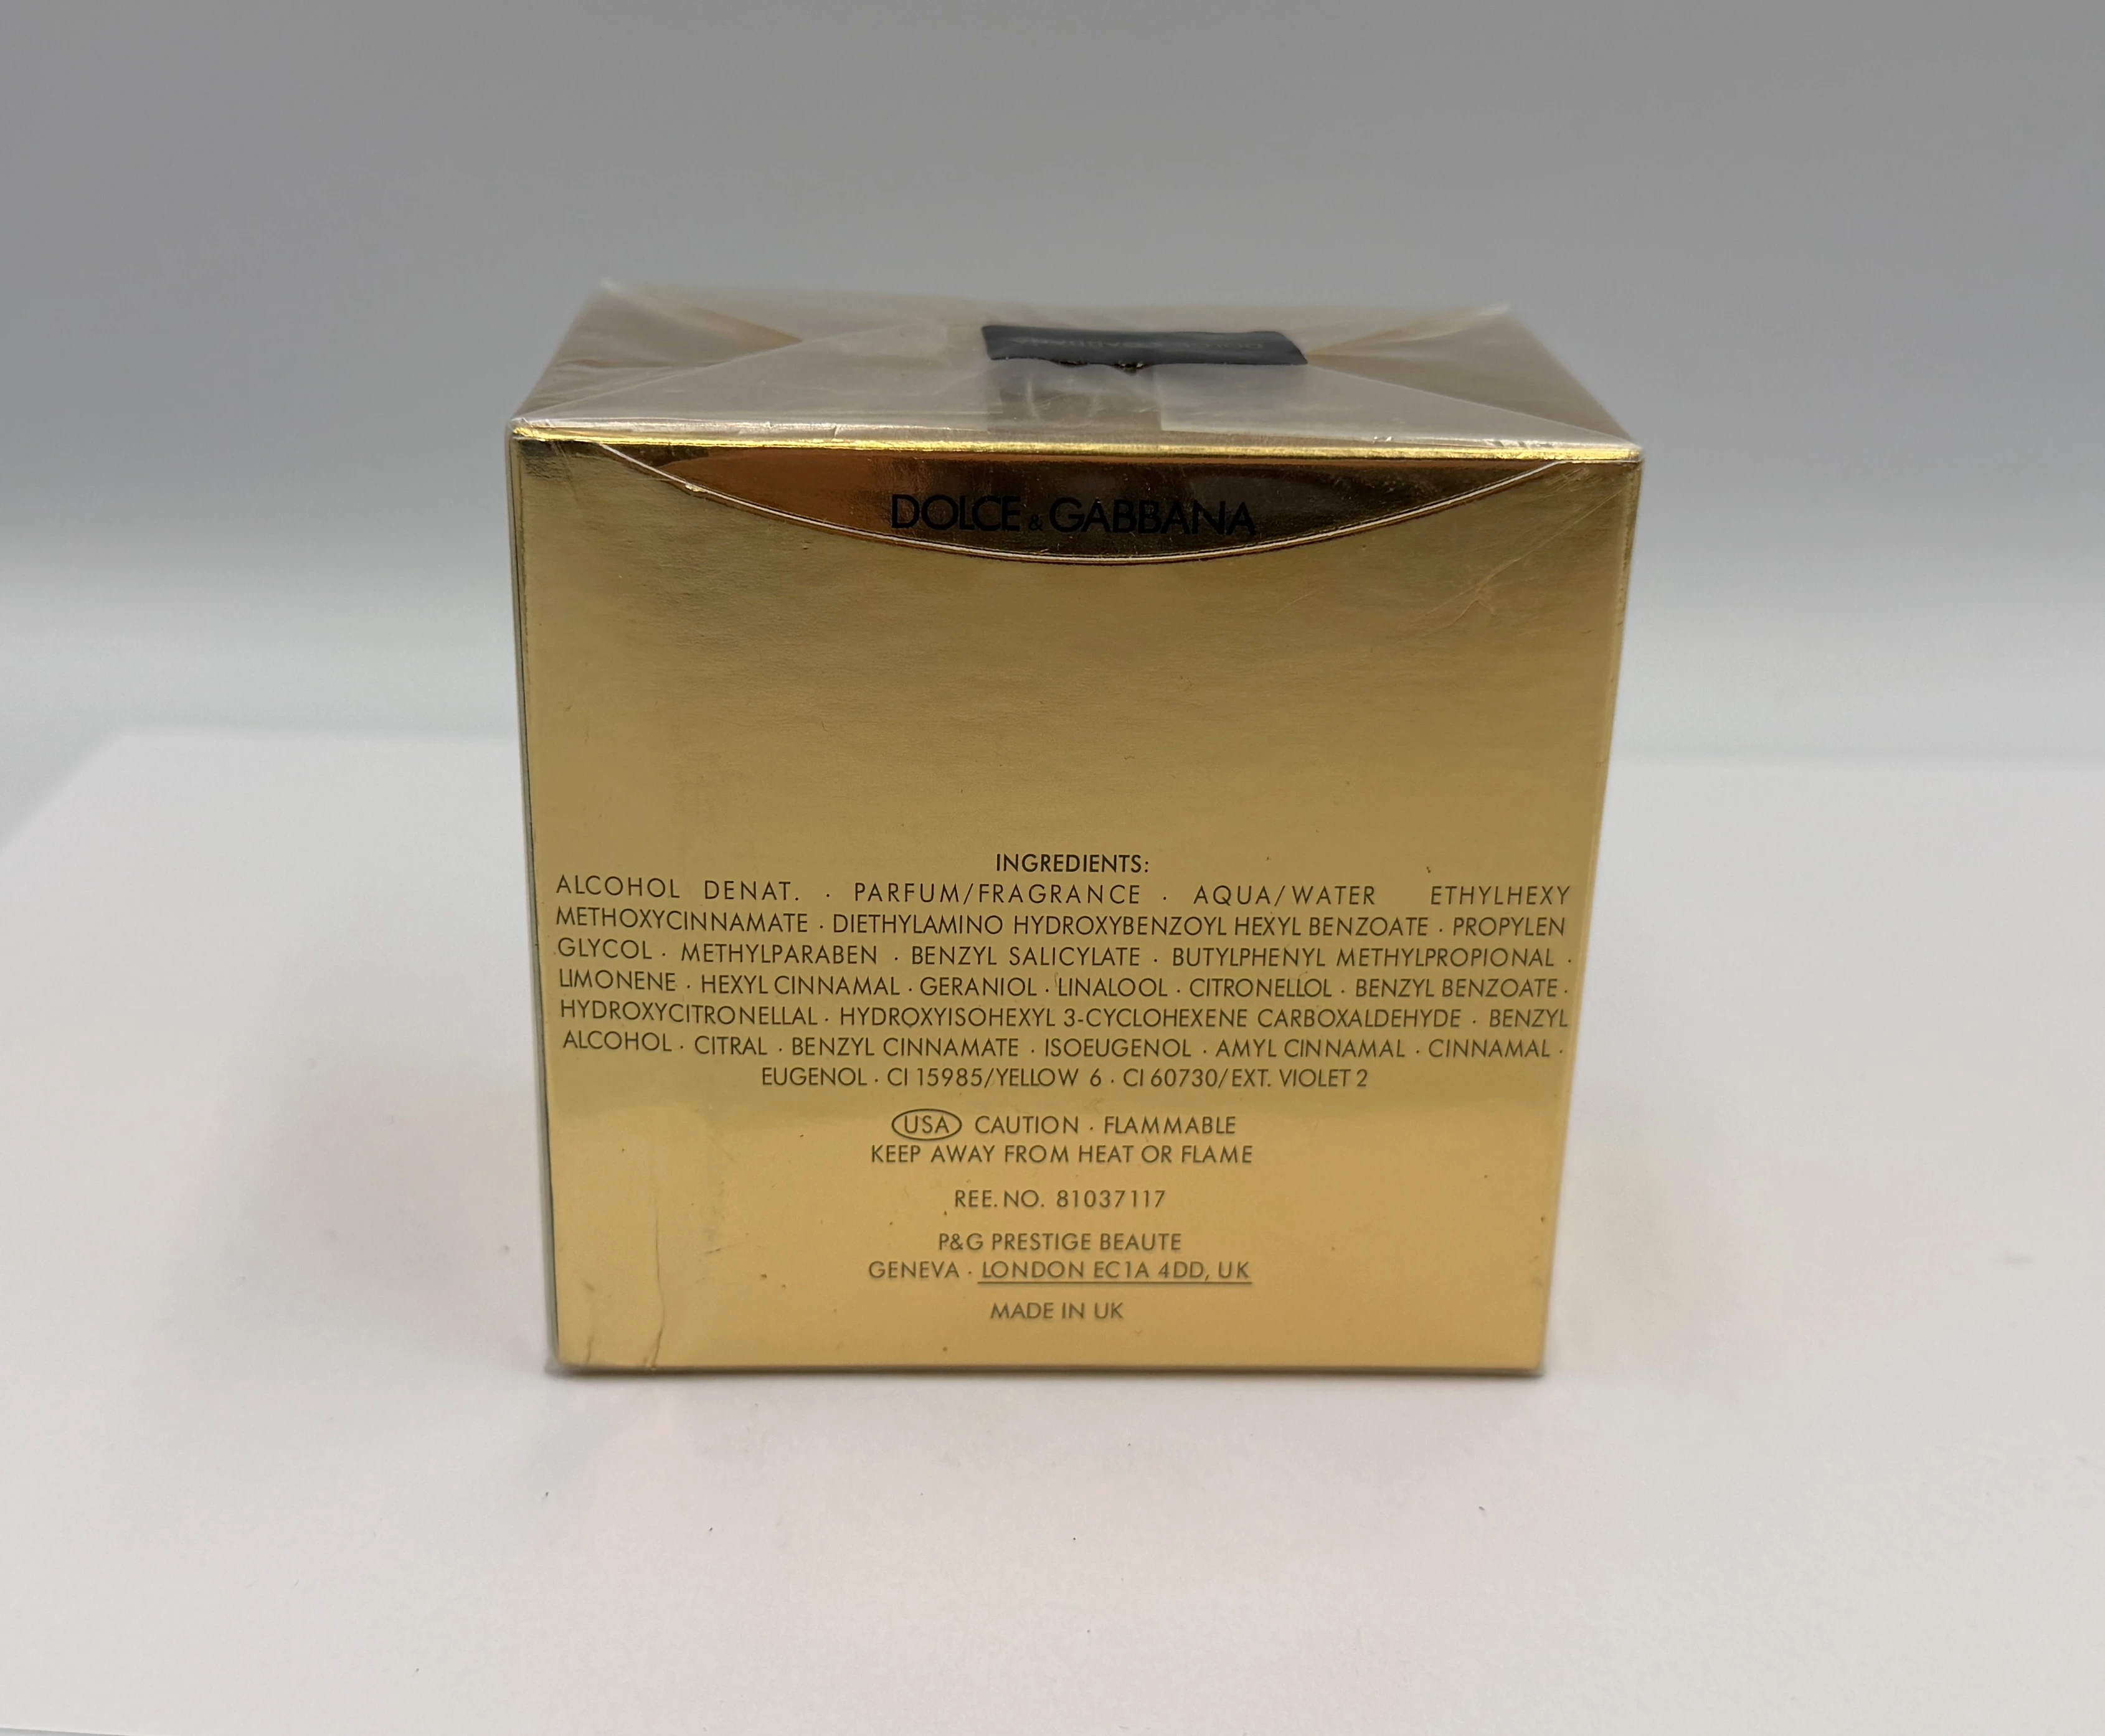 DOLCE & GABBANA
INGREDIENTS:
ALCOHOL DENAT. · PARFUM/FRAGRANCE · AQUA/WATER ETHYLHEXY
METHOXYCINNAMATE · DIETHYLAMINO HYDROXYBENZOYL HEXYL BENZOATE · PROPYLEN
GLYCOL · METHYLPARABEN · BENZYL SALICYLATE · BUTYLPHENYL METHYLPROPIONAL ·
LIMONENE · HEXYL CINNAMAL · GERANIOL · LINALOOL · CITRONELLOL · BENZYL BENZOATE ·
HYDROXYCITRONELLAL · HYDROXYISOHEXYL 3-CYCLOHEXENE CARBOXALDEHYDE · BENZYL
ALCOHOL · CITRAL · BENZYL CINNAMATE · ISOEUGENOL · AMYL CINNAMAL · CINNAMAL ·
EUGENOL · CI 15985/YELLOW 6 · CI 60730/EXT. VIOLET 2
USA CAUTION · FLAMMABLE
KEEP AWAY FROM HEAT OR FLAME
REE. NO. 81037117
P&G PRESTIGE BEAUTE
GENEVA · LONDON EC1A 4DD, UK
MADE IN UK